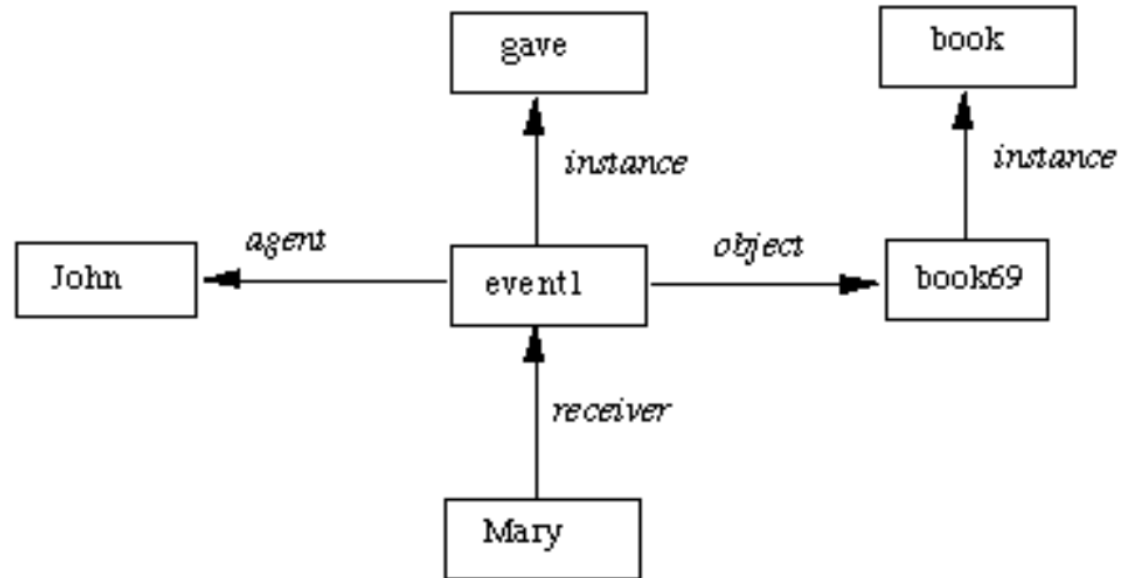 gave
book
instance
instance
agent
object
John
event1
book69
receiver
Mary